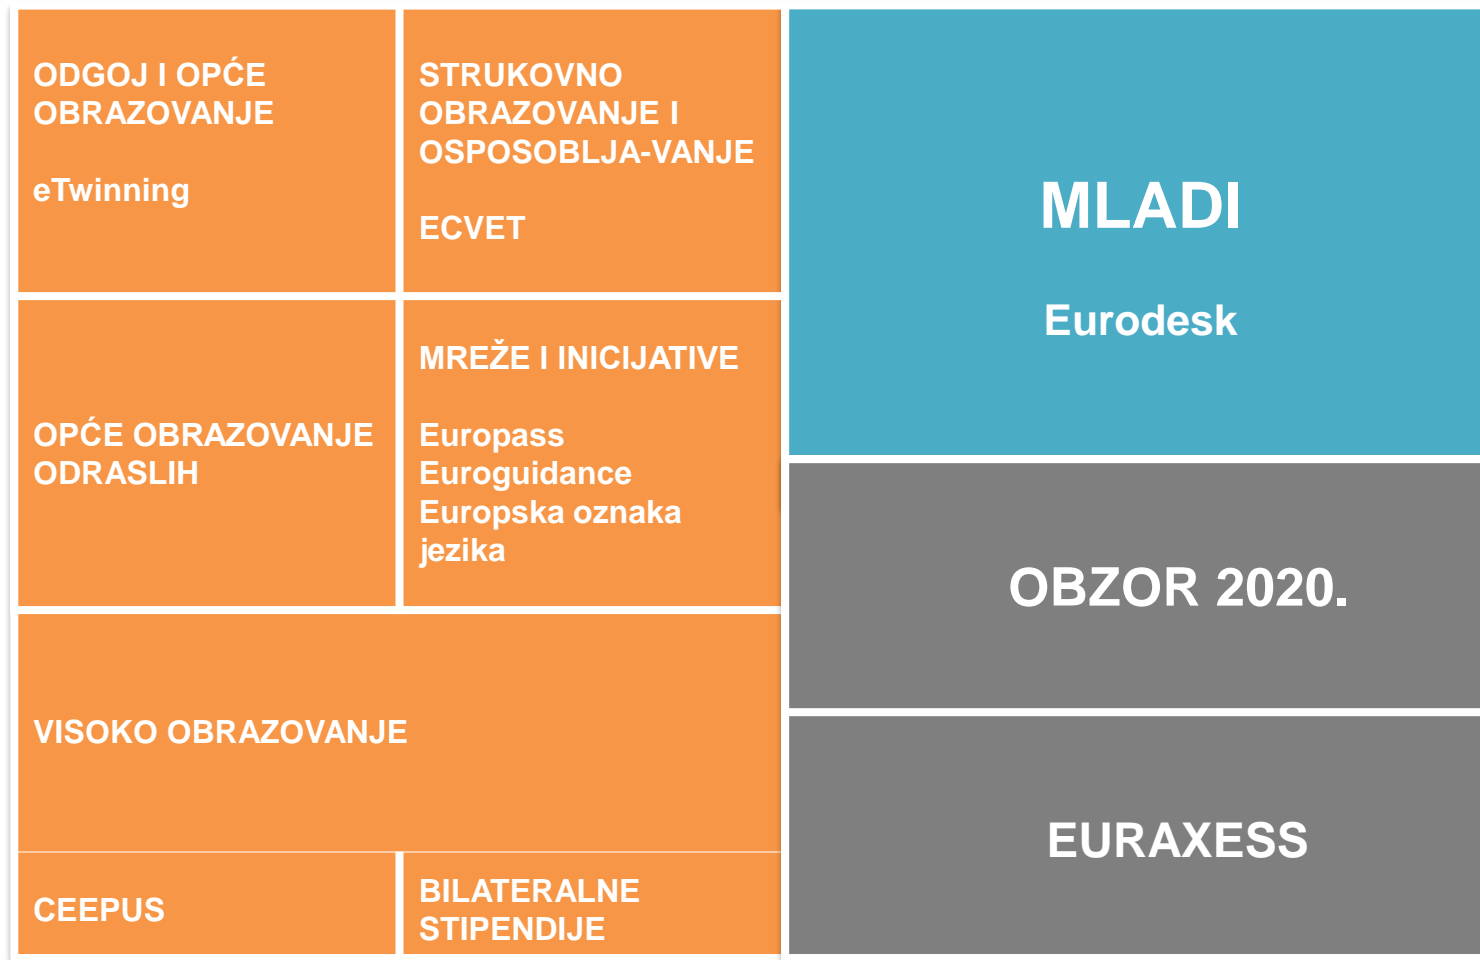 ODGOJ I OPĆE
OBRAZOVANJE
eTwinning
STRUKOVNO
OBRAZOVANJE I
OSPOSOBLJA-VANJE
ECVET
OPĆE OBRAZOVANJE
ODRASLIH
MREŽE I INICIJATIVE
Europass
Euroguidance
Europska oznaka
jezika
VISOKO OBRAZOVANJE
CEEPUS
BILATERALNE
STIPENDIJE
MLADI
Eurodesk
OBZOR 2020.
EURAXESS